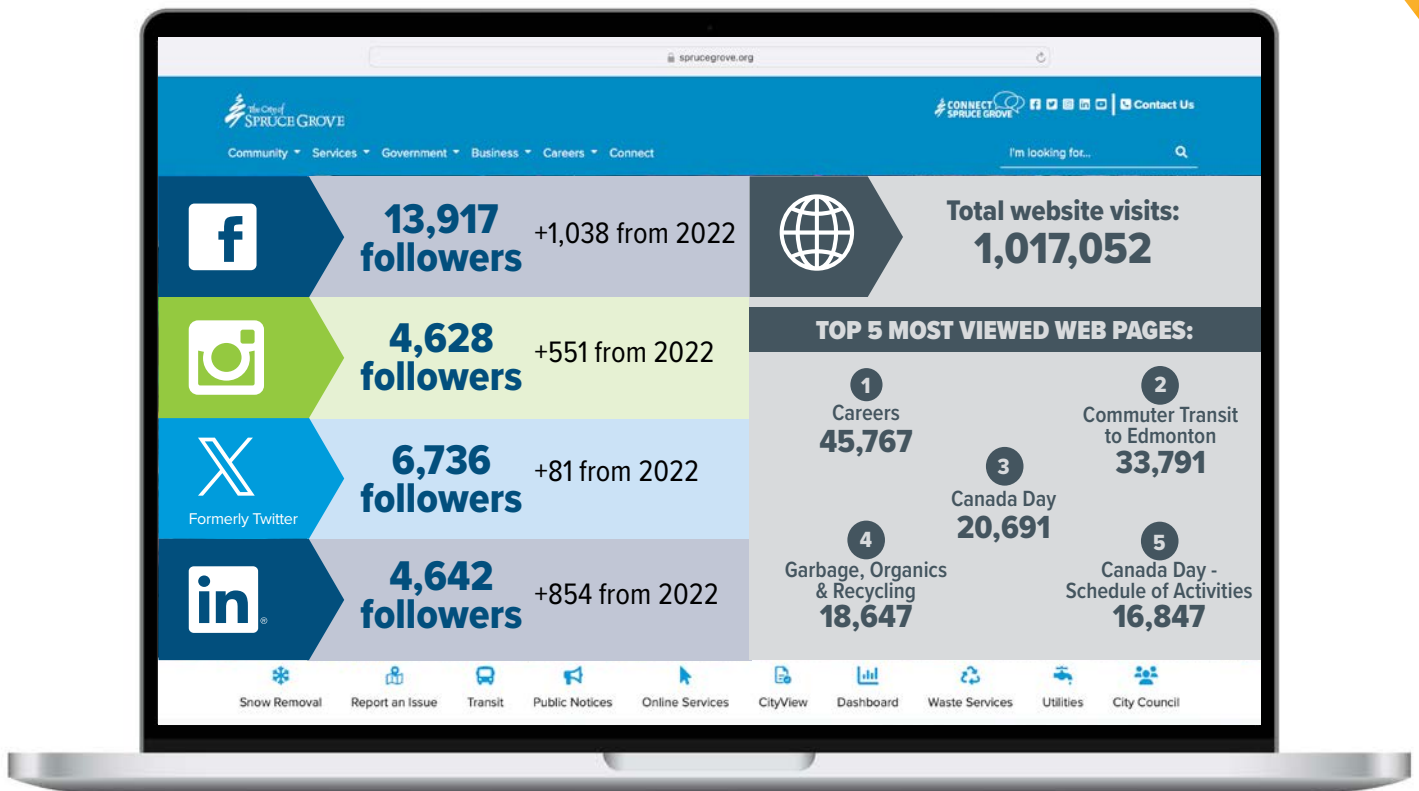 sprucegrove.org
The City of
SPRUCE GROVE
CONNECT
SPRUCE GROVE
Contact Us
Community Services Government Business Careers Connect
I'm looking for...
13,917
followers
+1,038 from 2022
4,628
followers
+551 from 2022
Formerly Twitter
6,736
followers
+81 from 2022
in®
4,642
followers
+854 from 2022
Total website visits:
1,017,052
TOP 5 MOST VIEWED WEB PAGES:
1
Careers
45,767
2
Commuter Transit
to Edmonton
33,791
3
Canada Day
20,691
4
Garbage, Organics
& Recycling
18,647
5
Canada Day -
Schedule of Activities
16,847
Snow Removal Report an Issue Transit Public Notices Online Services CityView Dashboard Waste Services Utilities City Council